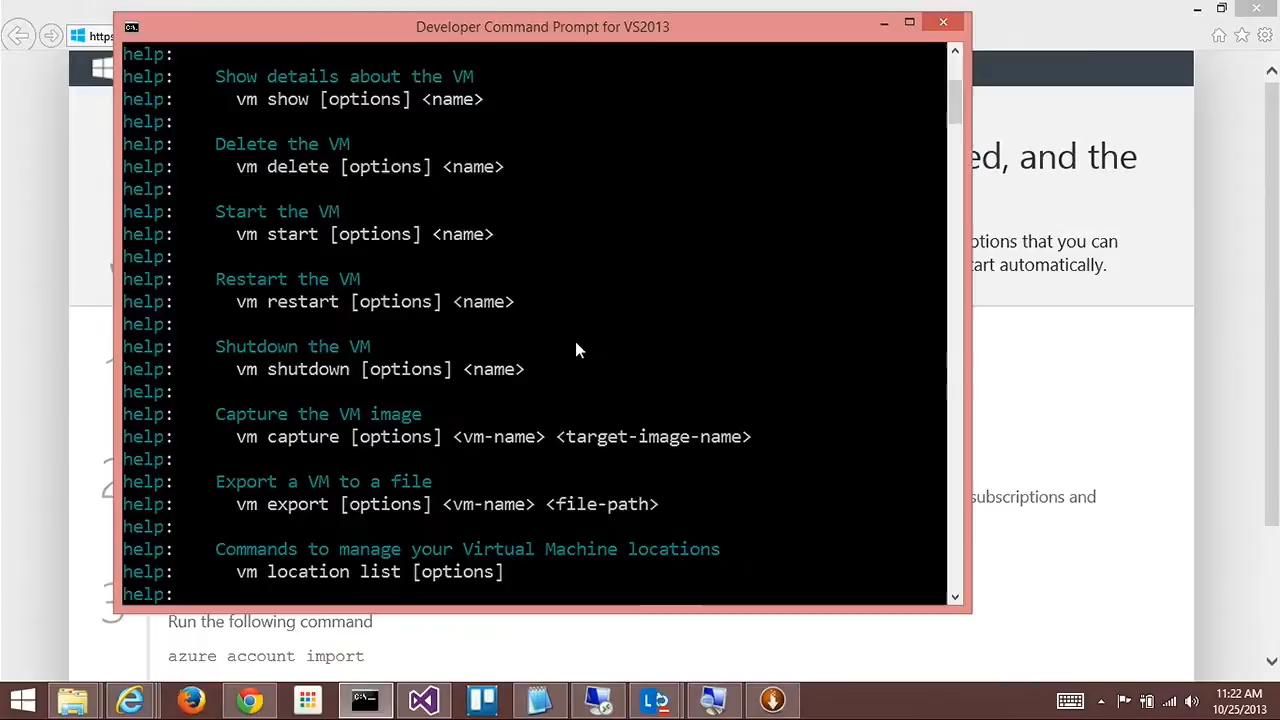 Developer Command Prompt for VS2013
https
help:
help: Show details about the VM
help: vm show [options] <name>
help:
help: Delete the VM
help: vm delete [options] <name>
help:
help: Start the VM
help: vm start [options] <name>
help:
help: Restart the VM
help: vm restart [options] <name>
help:
help: Shutdown the VM
help: vm shutdown [options] <name>
help:
help: Capture the VM image
help: vm capture [options] <vm-name> <target-image-name>
help:
help: Export a VM to a file
help: vm export [options] <vm-name> <file-path>
help:
help: Commands to manage your Virtual Machine locations
help: vm location list [options]
help:
ed, and the
ptions that you can
art automatically.
subscriptions and
2
3
Run the following command
azure account import
11:22 AM
10/25/2013